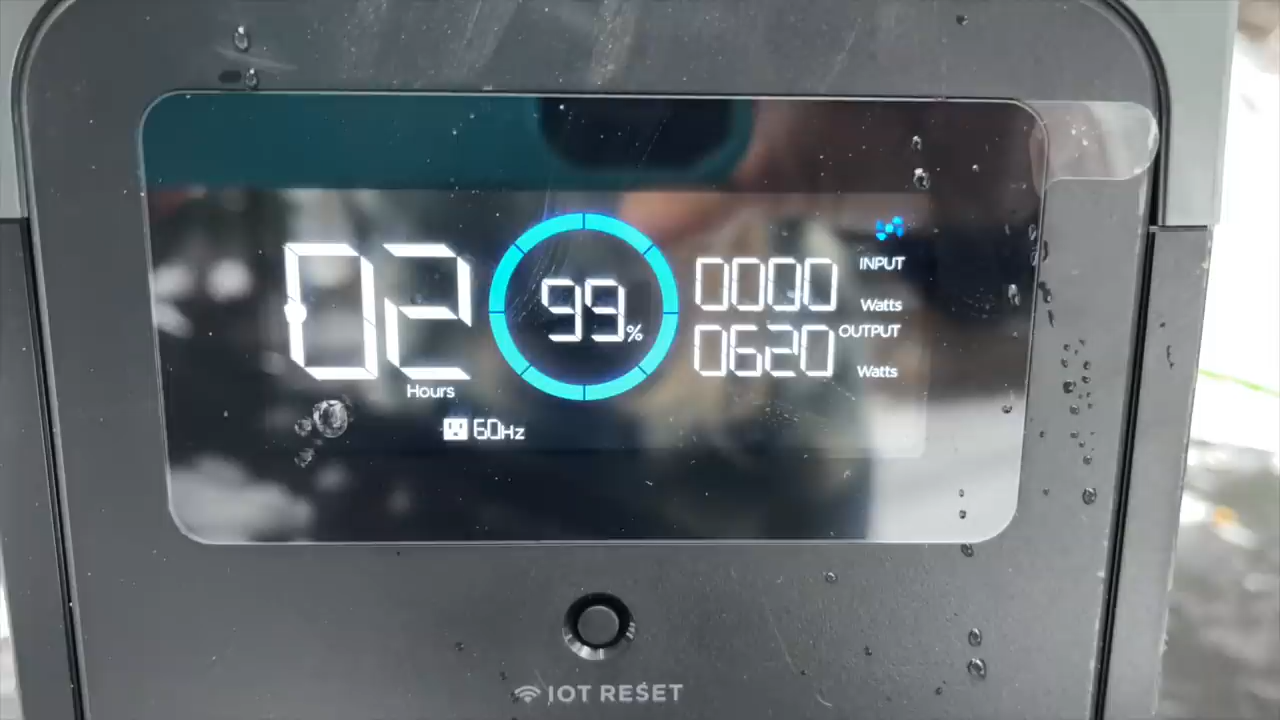 02
Hours
60Hz
99%
INPUT
0000 Watts
OUTPUT
0620 Watts
IOT RESET